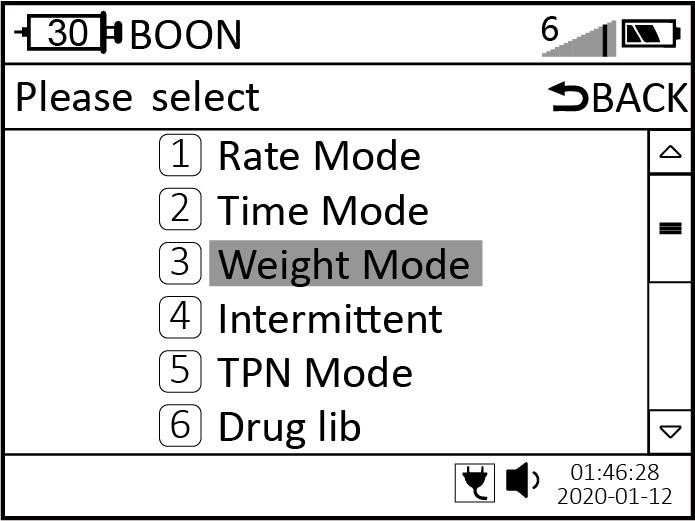 30 BOON 6
Please select BACK
1 Rate Mode
2 Time Mode
3 Weight Mode
4 Intermittent
5 TPN Mode
6 Drug lib
01:46:28
2020-01-12